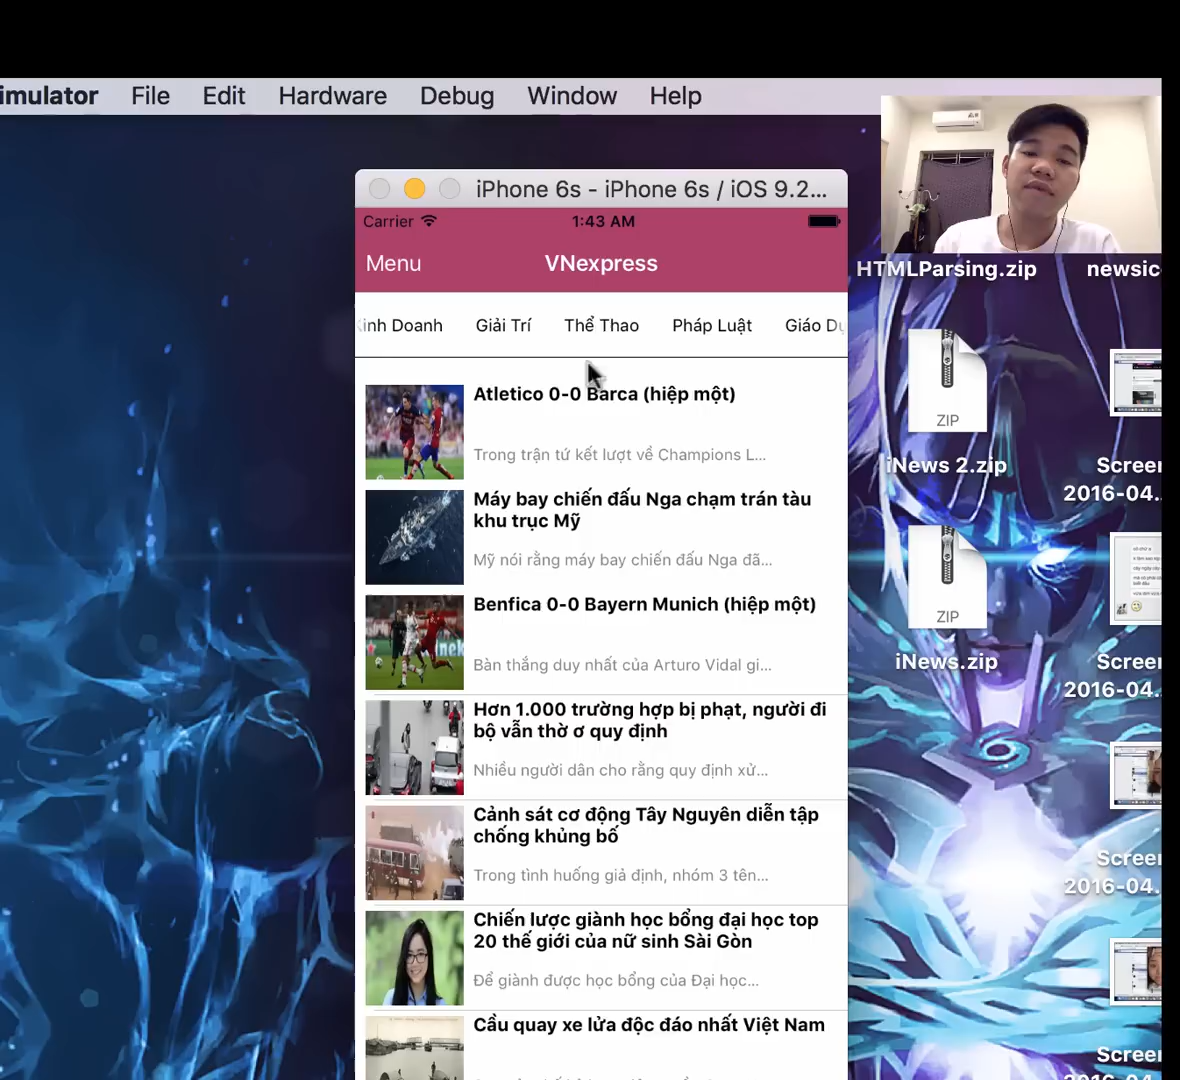 imulator File Edit Hardware Debug Window Help
iPhone 6s - iPhone 6s / iOS 9.2...
Carrier 1:43 AM
Menu VNexpress
Kinh Doanh Giải Trí Thể Thao Pháp Luật Giáo Dụ
Atletico 0-0 Barca (hiệp một)
Trong trận tứ kết lượt về Champions L...
Máy bay chiến đấu Nga chạm trán tàu
khu trục Mỹ
Mỹ nói rằng máy bay chiến đấu Nga đã...
Benfica 0-0 Bayern Munich (hiệp một)
Bàn thắng duy nhất của Arturo Vidal gi...
Hơn 1.000 trường hợp bị phạt, người đi
bộ vẫn thờ ơ quy định
Nhiều người dân cho rằng quy định xử...
Cảnh sát cơ động Tây Nguyên diễn tập
chống khủng bố
Trong tình huống giả định, nhóm 3 tên...
Chiến lược giành học bổng đại học top
20 thế giới của nữ sinh Sài Gòn
Để giành được học bổng của Đại học...
Cầu quay xe lửa độc đáo nhất Việt Nam
HTMLParsing.zip newsic
ZIP
iNews 2.zip
Screen
2016-04...
ZIP
iNews.zip
Screen
2016-04...
Screen
2016-04...
Screen